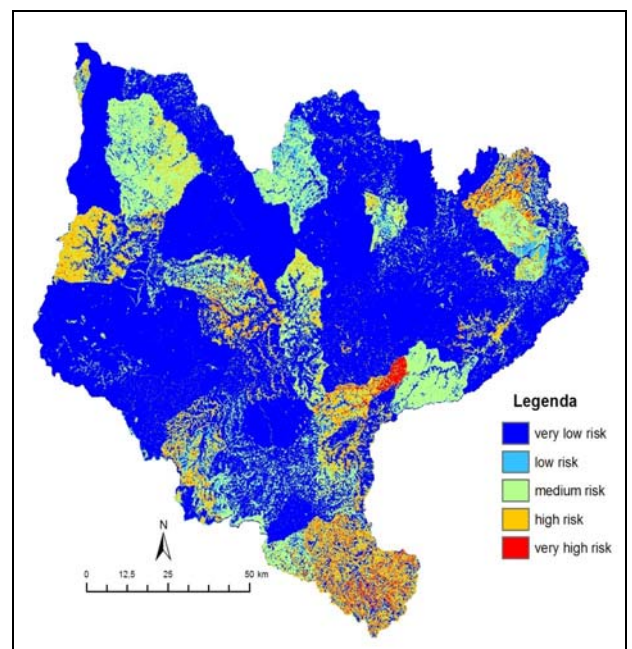 Legenda
very low risk
low risk
medium risk
high risk
very high risk
N
0 12,5 25 50 km